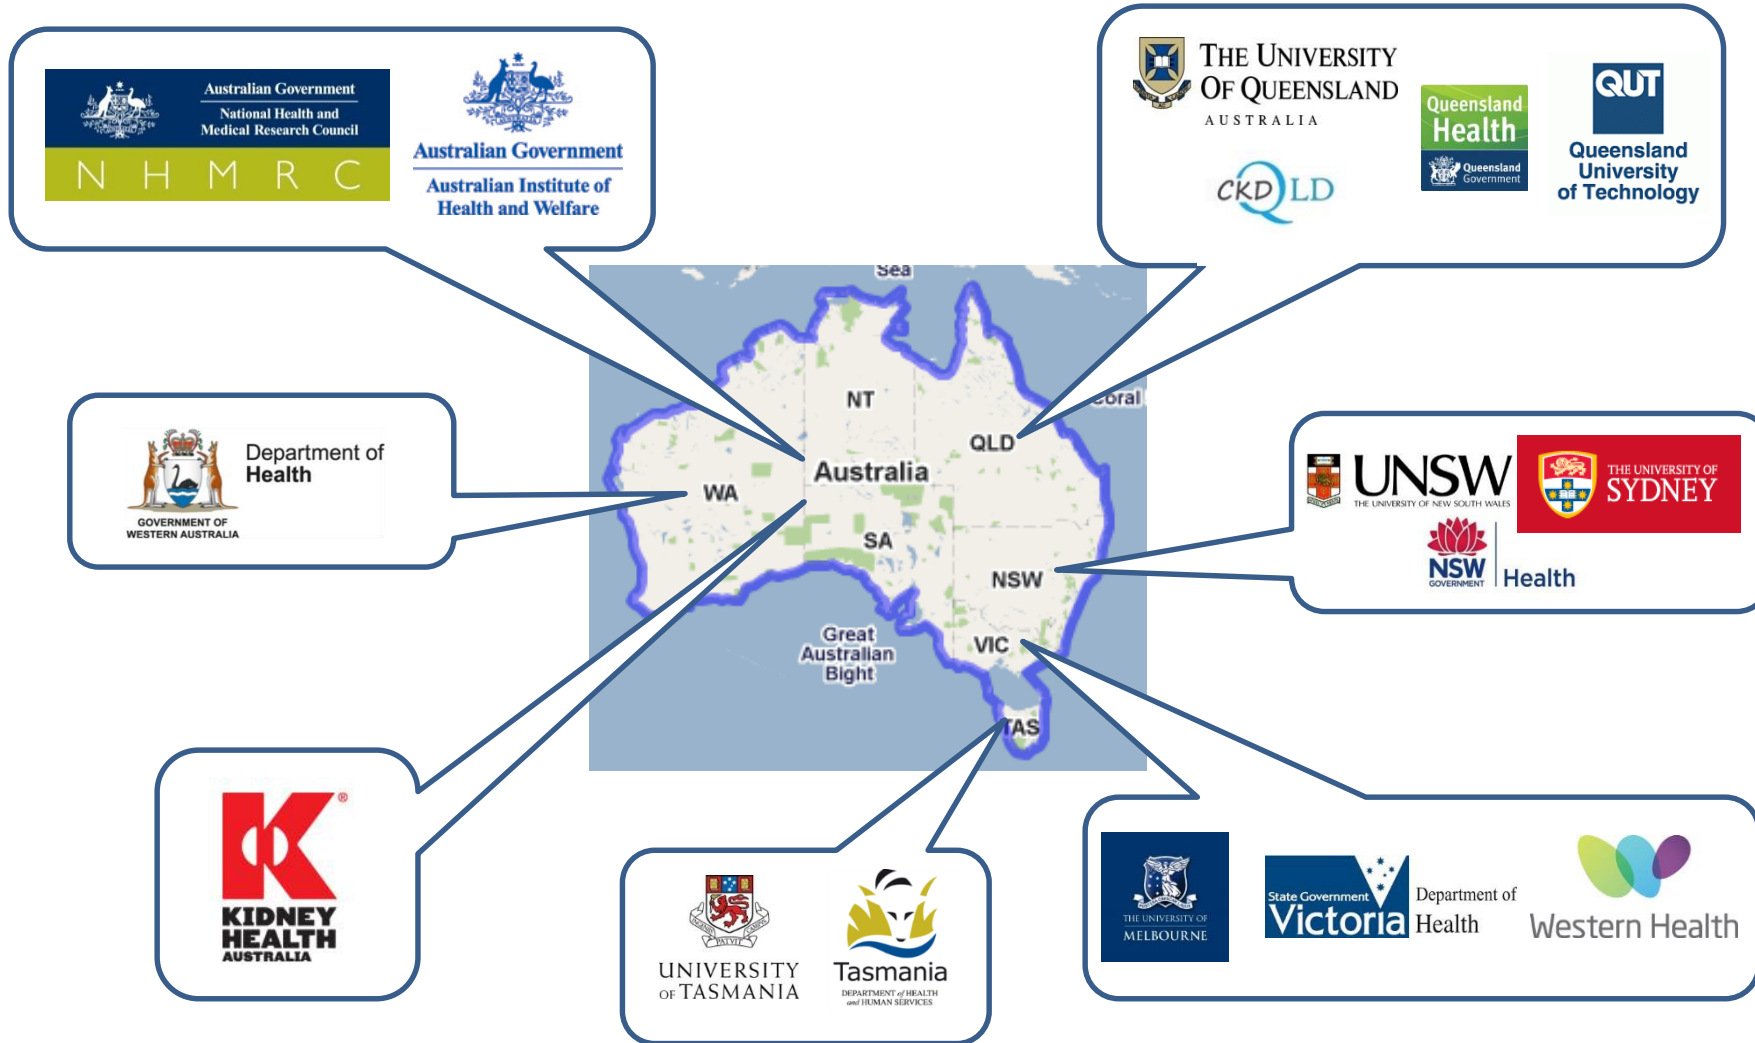 Australian Government
National Health and
Medical Research Council
N H M R C
Australian Government
Australian Institute of
Health and Welfare
THE UNIVERSITY
OF QUEENSLAND
AUSTRALIA
CKDQLD
Queensland
Health
Queensland
Government
QUT
Queensland
University
of Technology
Department of
Health
GOVERNMENT OF
WESTERN AUSTRALIA
Sea
Coral
NT
QLD
Australia
WA
SA
NSW
VIC
Great
Australian
Bight
TAS
UNSW
THE UNIVERSITY OF NEW SOUTH WALES
THE UNIVERSITY OF
SYDNEY
NSW
GOVERNMENT
Health
K®
KIDNEY
HEALTH
AUSTRALIA
UNIVERSITY
OF TASMANIA
Tasmania
DEPARTMENT of HEALTH
and HUMAN SERVICES
THE UNIVERSITY OF
MELBOURNE
State Government
Victoria
Department of
Health
Western Health